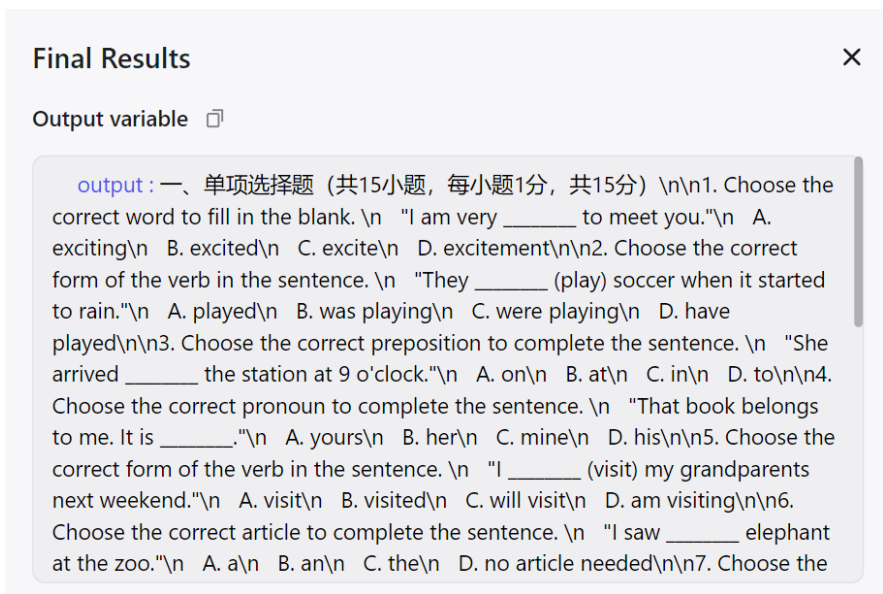 Final Results
Output variable
output : 一、单项选择题（共15小题，每小题1分，共15分）\n\n1. Choose the
correct word to fill in the blank. \n   "I am very _______ to meet you."\n   A.
exciting\n   B. excited\n   C. excite\n   D. excitement\n\n2. Choose the correct
form of the verb in the sentence. \n   "They _______ (play) soccer when it started
to rain."\n   A. played\n   B. was playing\n   C. were playing\n   D. have
played\n\n3. Choose the correct preposition to complete the sentence. \n   "She
arrived _______ the station at 9 o'clock."\n   A. on\n   B. at\n   C. in\n   D. to\n\n4.
Choose the correct pronoun to complete the sentence. \n   "That book belongs
to me. It is _______."\n   A. yours\n   B. her\n   C. mine\n   D. his\n\n5. Choose the
correct form of the verb in the sentence. \n   "I _______ (visit) my grandparents
next weekend."\n   A. visit\n   B. visited\n   C. will visit\n   D. am visiting\n\n6.
Choose the correct article to complete the sentence. \n   "I saw _______ elephant
at the zoo."\n   A. a\n   B. an\n   C. the\n   D. no article needed\n\n7. Choose the